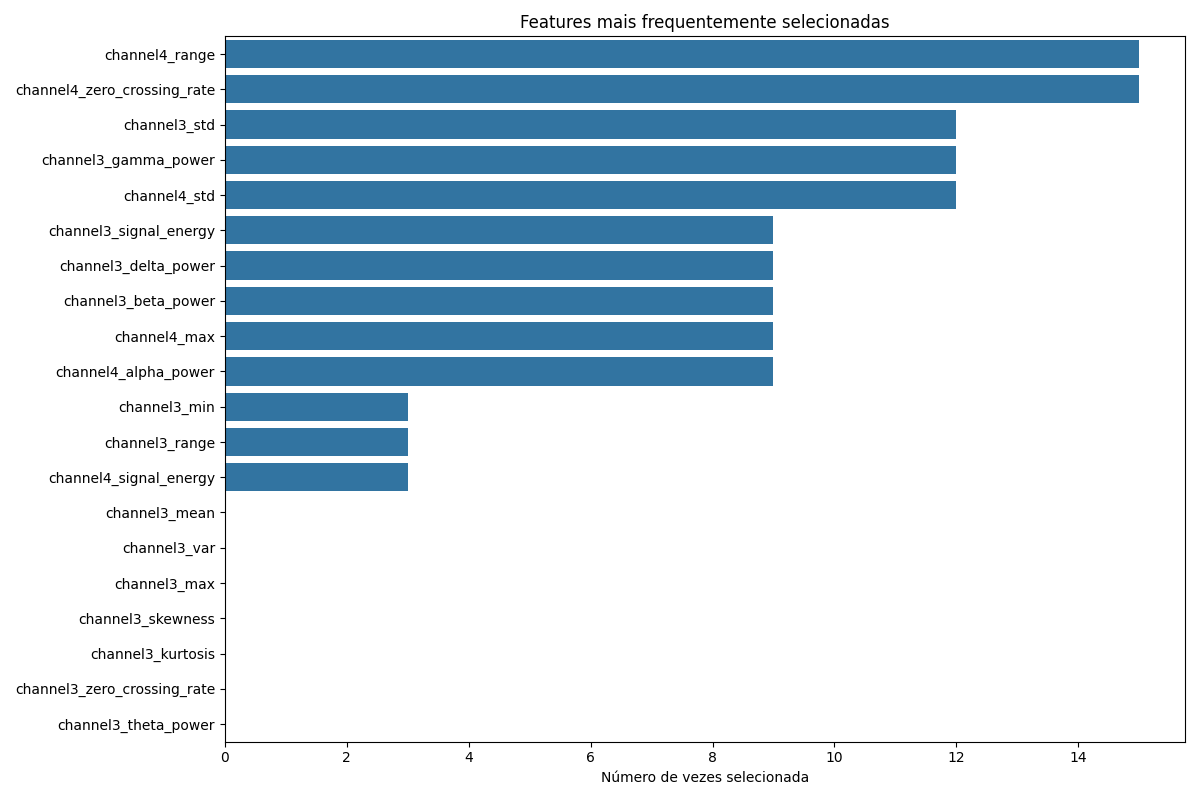 Features mais frequentemente selecionadas
channel4_range
channel4_zero_crossing_rate
channel3_std
channel3_gamma_power
channel4_std
channel3_signal_energy
channel3_delta_power
channel3_beta_power
channel4_max
channel4_alpha_power
channel3_min
channel3_range
channel4_signal_energy
channel3_mean
channel3_var
channel3_max
channel3_skewness
channel3_kurtosis
channel3_zero_crossing_rate
channel3_theta_power
0 2 4 6 8 10 12 14
Número de vezes selecionada